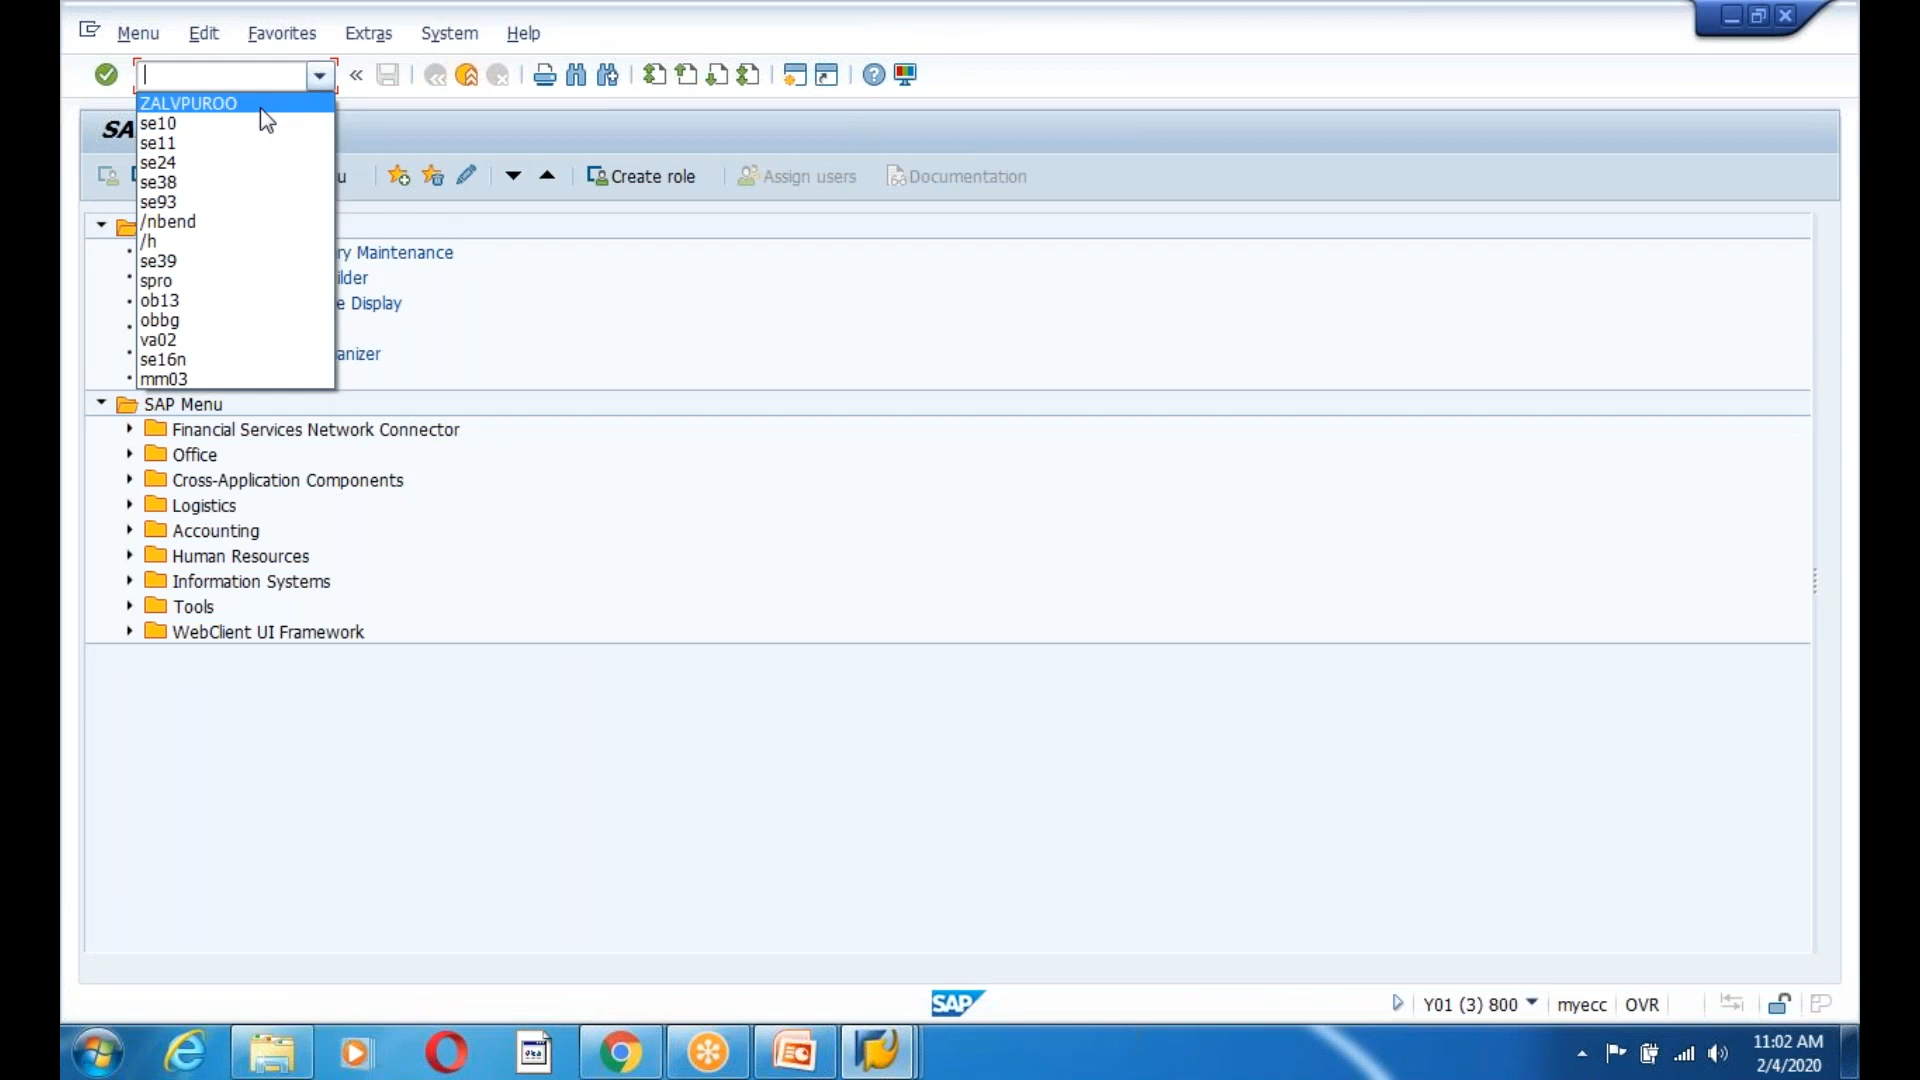 Menu Edit Favorites Extras System Help
ZALVPUROO
SA
se10
se11
se24
se38
se93
/nbend
/h
se39
spro
ob13
obbg
va02
se16n
mm03
u Create role Assign users Documentation
ry Maintenance
ilder
e Display
anizer
SAP Menu
Financial Services Network Connector
Office
Cross-Application Components
Logistics
Accounting
Human Resources
Information Systems
Tools
WebClient UI Framework
SAP
Y01 (3) 800 myecc OVR
11:02 AM
2/4/2020